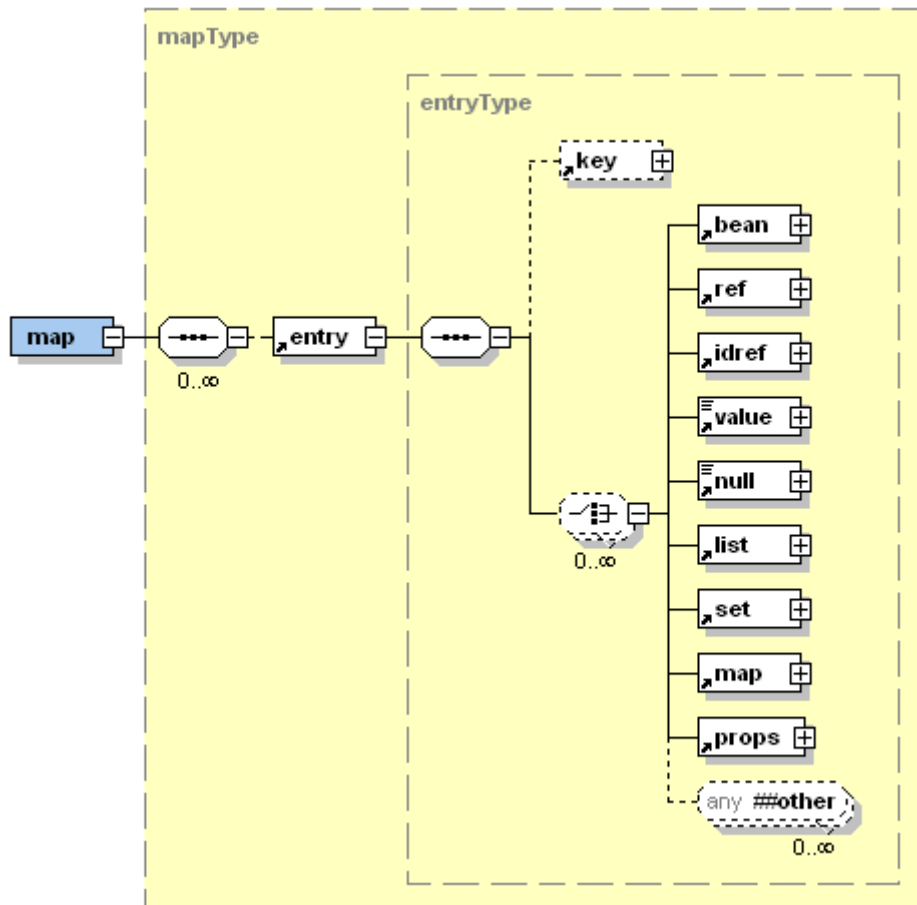 mapType
entryType
key
bean
ref
idref
map
entry
0..∞
value
null
0..∞
list
set
map
props
any ##other
0..∞